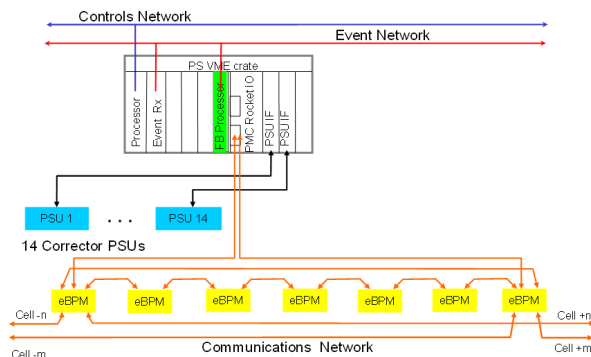 Controls Network
Event Network
PS VME crate
Processor
Event Rx
FB Processor
PMC Rocket IO
PSU IF
PSU IF
PSU 1
. . .
PSU 14
14 Corrector PSUs
eBPM
eBPM
eBPM
eBPM
eBPM
eBPM
eBPM
Cell -n
Cell +n
Communications Network
Cell -m
Cell +m